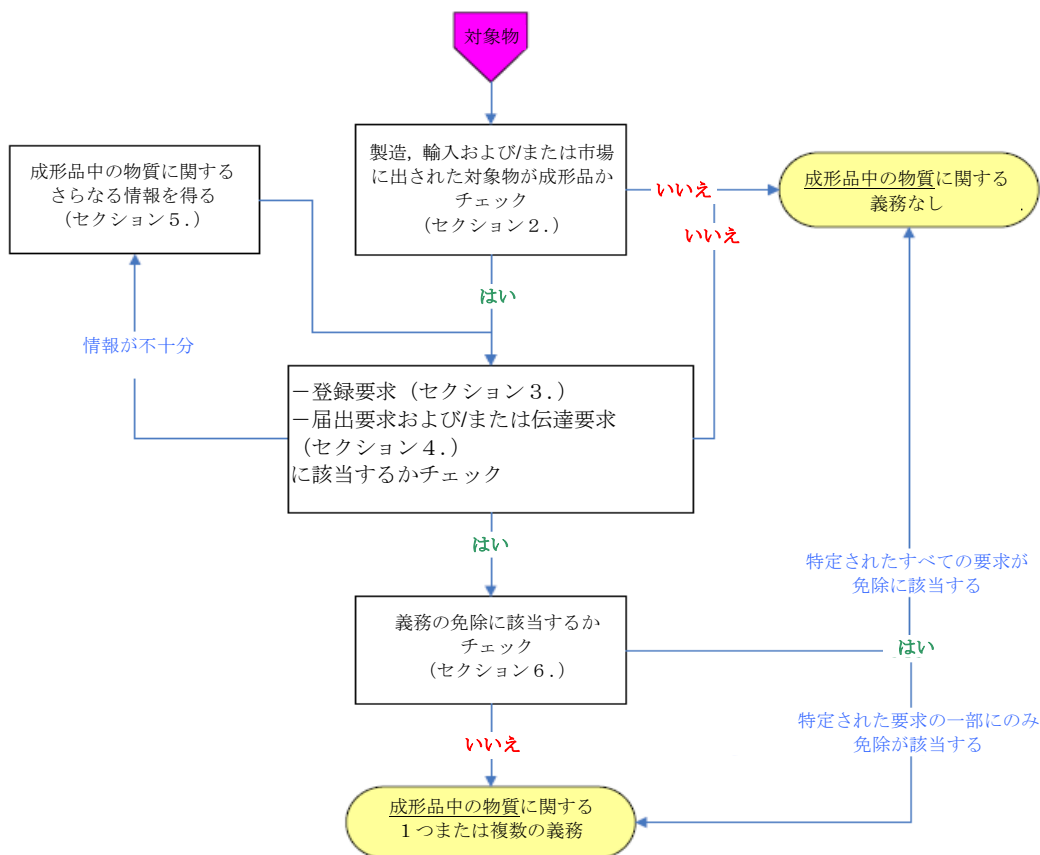 対象物
製造，輸入および/または市場
に出された対象物が成形品か
チェック
（セクション２．）
成形品中の物質に関する
さらなる情報を得る
（セクション５．）
いいえ
成形品中の物質に関する
義務なし
.
いいえ
はい
情報が不十分
－登録要求（セクション３．）
－届出要求および/または伝達要求
（セクション４．）
に該当するかチェック
はい
特定されたすべての要求が
免除に該当する
義務の免除に該当するか
チェック
（セクション６．）
はい
特定された要求の一部にのみ
免除が該当する
いいえ
成形品中の物質に関する
１つまたは複数の義務